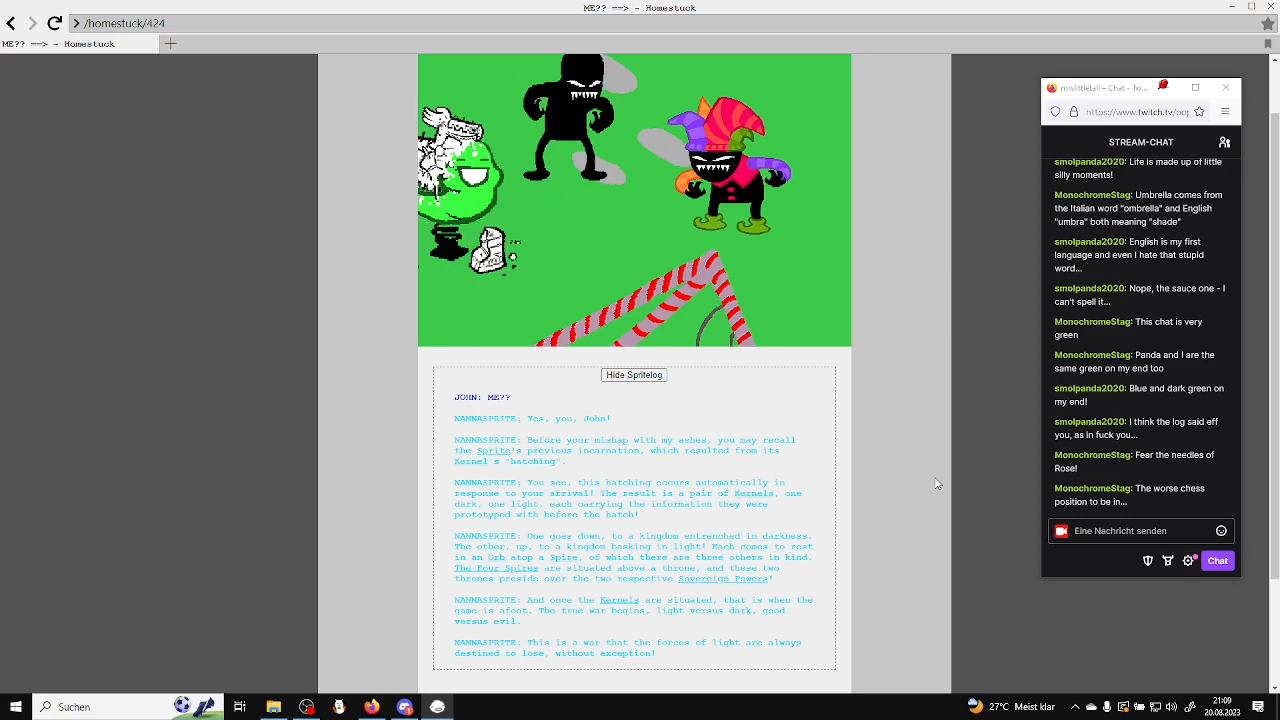 ME?? ==> - Homestuck
/homestuck/424
ME?? ==> - Homestuck
Hide Spritelog
JOHN: ME??
NANNASPRITE: Yes, you, John!
NANNASPRITE: Before your mishap with my ashes, you may recall
the Sprite's previous incarnation, which resulted from its
Kernel's "hatching".
NANNASPRITE: You see, this hatching occurs automatically in
response to your arrival! The result is a pair of Kernels, one
dark, one light, each carrying the information they were
prototyped with before the hatch!
NANNASPRITE: One goes down, to a kingdom entrenched in darkness.
The other, up, to a kingdom basking in light! Each comes to rest
in an Orb atop a Spire, of which there are three others in kind.
The Four Spires are situated above a throne, and these two
thrones preside over the two respective Sovereign Powers!
NANNASPRITE: And once the Kernels are situated, that is when the
game is afoot. The true war begins, light versus dark, good
versus evil.
NANNASPRITE: This is a war that the forces of light are always
destined to lose, without exception!
mrslittletall – Chat - Tw...
https://www.twitch.tv/pop
STREAM-CHAT
smolpanda2020: Life is made up of little
silly moments!
MonochromeStag: Umbrella comes from
the Italian word "ombrella" and English
"umbra" both meaning "shade"
smolpanda2020: English is my first
language and even I hate that stupid
word...
smolpanda2020: Nope, the sauce one - I
can't spell it...
MonochromeStag: This chat is very
green
MonochromeStag: Panda and I are the
same green on my end too
smolpanda2020: Blue and dark green on
my end!
smolpanda2020: I think the log said eff
you, as in fuck you...
MonochromeStag: Fear the verses of
Rose!
MonochromeStag: The worse chess
position to be in...
Eine Nachricht senden
Chat
Suchen
27°C Meist klar
21:09
20.08.2023